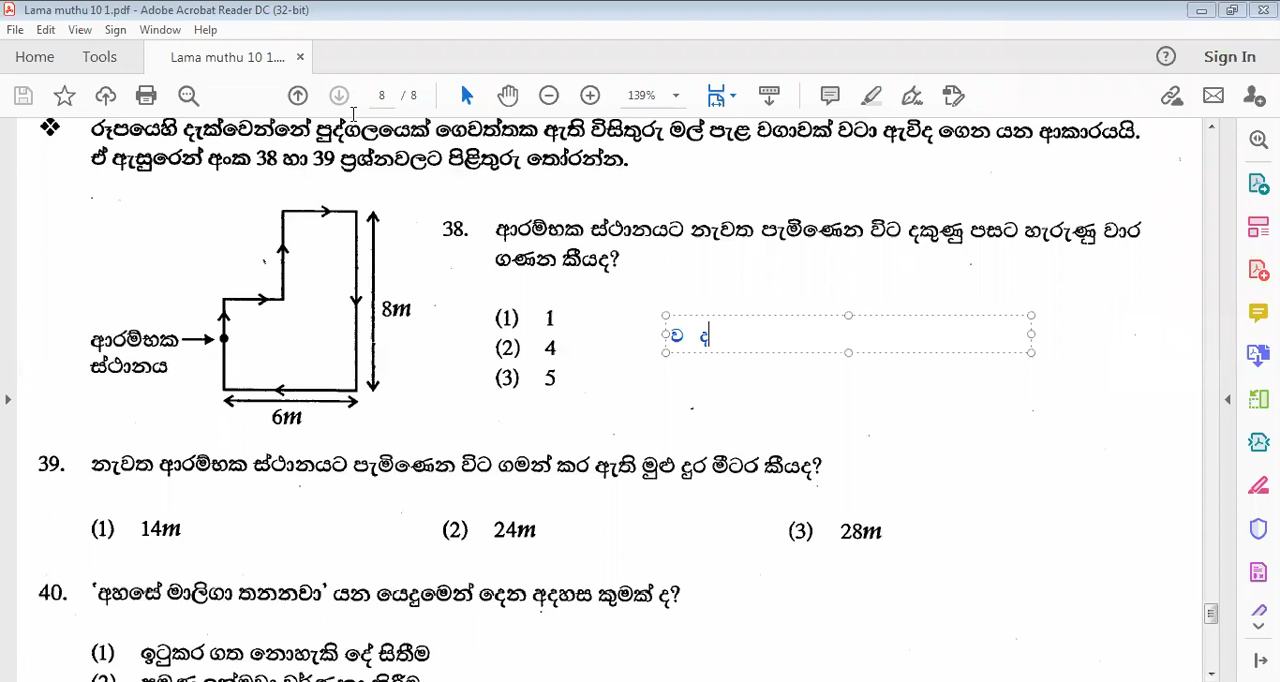 Lama muthu 10 1.pdf - Adobe Acrobat Reader DC (32-bit)
File Edit View Sign Window Help
Home Tools Lama muthu 10 1.... × Sign In
8 / 8 139%
❖ රූපයෙහි දැක්වෙන්නේ පුද්ගලයෙක් ගෙවත්තක ඇති විසිතුරු මල් පැළ වගාවක් වටා ඇවිද ගෙන යන ආකාරයයි.
ඒ ඇසුරෙන් අංක 38 හා 39 ප්‍රශ්නවලට පිළිතුරු තෝරන්න.
38. ආරම්භක ස්ථානයට නැවත පැමිණෙන විට දකුණු පසට හැරුණු වාර
ගණන කීයද?
(1) 1
(2) 4
(3) 5
ව ද
ආරම්භක
ස්ථානය
8m
6m
39. නැවත ආරම්භක ස්ථානයට පැමිණෙන විට ගමන් කර ඇති මුළු දුර මීටර කීයද?
(1) 14m (2) 24m (3) 28m
40. ‘අහසේ මාලිගා තනනවා’ යන යෙදුමෙන් දෙන අදහස කුමක් ද?
(1) ඉටුකර ගත නොහැකි දේ සිතීම